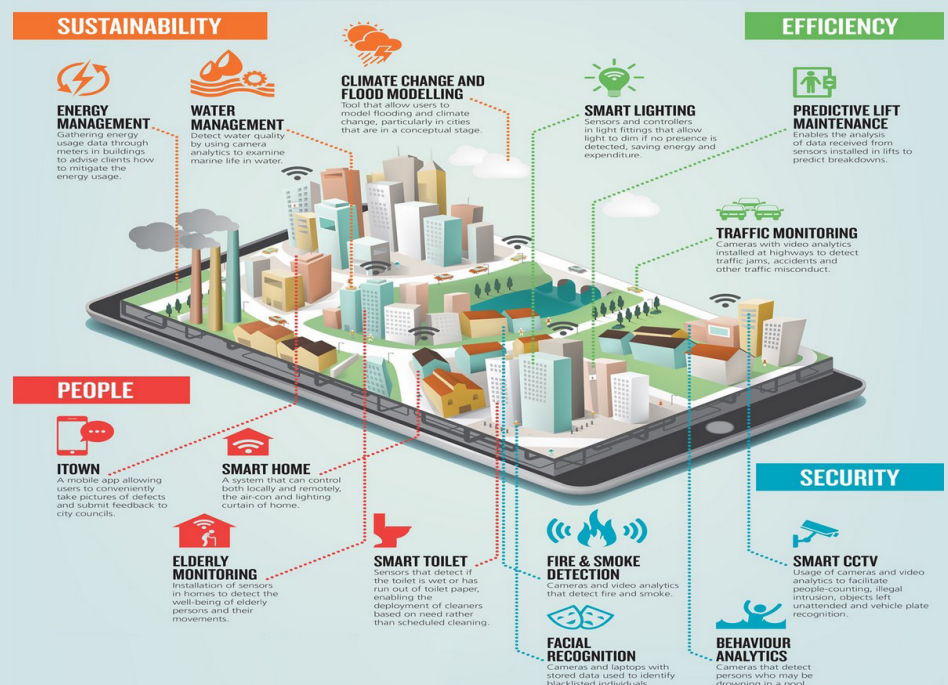 SUSTAINABILITY
ENERGY
MANAGEMENT
Gathering energy
usage data through
meters in buildings
to advise clients how
to mitigate the
energy usage.
WATER
MANAGEMENT
Detect water quality
by using camera
analytics to examine
marine life in water.
CLIMATE CHANGE AND
FLOOD MODELLING
Tool that allow users to
model flooding and climate
change, particularly in cities
that are in a conceptual stage.
EFFICIENCY
SMART LIGHTING
Sensors and controllers
in light fittings that allow
light to dim if no presence is
detected, saving energy and
expenditure.
PREDICTIVE LIFT
MAINTENANCE
Enables the analysis
of data received from
sensors installed in lifts to
predict breakdowns.
TRAFFIC MONITORING
Cameras with video analytics
installed at highways to detect
traffic jams, accidents and
other traffic misconduct.
PEOPLE
ITOWN
A mobile app allowing
users to conveniently
take pictures of defects
and submit feedback to
city councils.
SMART HOME
A system that can control
both locally and remotely,
the air-con and lighting
curtain of home.
ELDERLY
MONITORING
Installation of sensors
in homes to detect the
well-being of elderly
persons and their
movements.
SMART TOILET
Sensors that detect if
the toilet is wet or has
run out of toilet paper,
enabling the
deployment of cleaners
based on need rather
than scheduled cleaning.
SECURITY
FIRE & SMOKE
DETECTION
Cameras and video analytics
that detect fire and smoke.
SMART CCTV
Usage of cameras and video
analytics to facilitate
people-counting, illegal
intrusion, objects left
unattended and vehicle plate
recognition.
FACIAL
RECOGNITION
Cameras and laptops with
stored data used to identify
blacklisted individuals.
BEHAVIOUR
ANALYTICS
Cameras that detect
persons who may be
drowning in a pool.